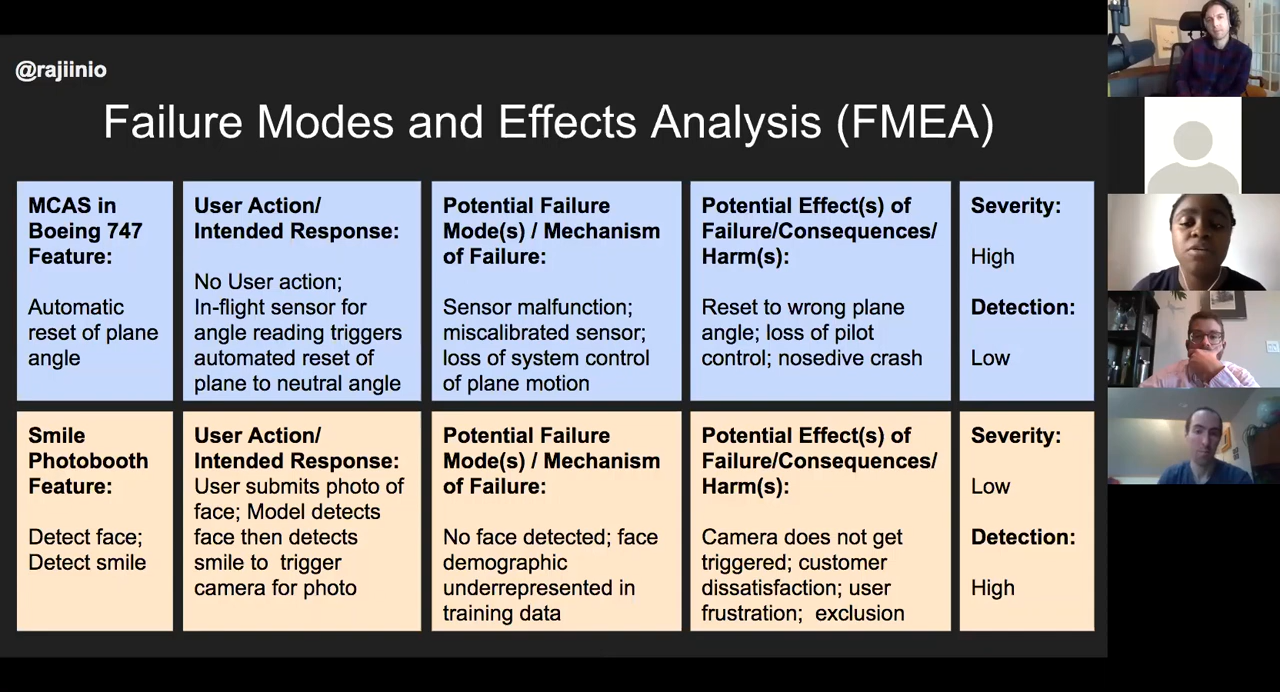 @rajiinio
Failure Modes and Effects Analysis (FMEA)
MCAS in
Boeing 747
Feature:
Automatic
reset of plane
angle
User Action/
Intended Response:
No User action;
In-flight sensor for
angle reading triggers
automated reset of
plane to neutral angle
Potential Failure
Mode(s) / Mechanism
of Failure:
Sensor malfunction;
miscalibrated sensor;
loss of system control
of plane motion
Potential Effect(s) of
Failure/Consequences/
Harm(s):
Reset to wrong plane
angle; loss of pilot
control; nosedive crash
Severity:
High
Detection:
Low
Smile
Photobooth
Feature:
Detect face;
Detect smile
User Action/
Intended Response:
User submits photo of
face; Model detects
face then detects
smile to trigger
camera for photo
Potential Failure
Mode(s) / Mechanism
of Failure:
No face detected; face
demographic
underrepresented in
training data
Potential Effect(s) of
Failure/Consequences/
Harm(s):
Camera does not get
triggered; customer
dissatisfaction; user
frustration; exclusion
Severity:
Low
Detection:
High